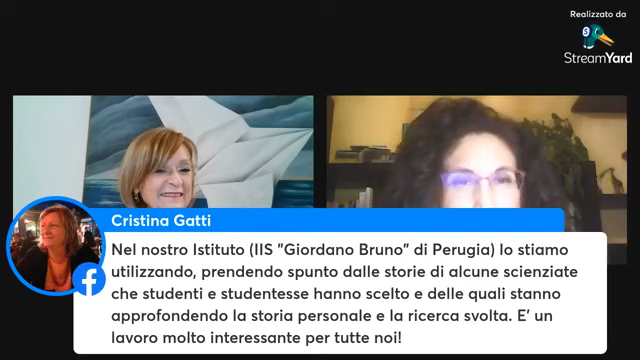 Realizzato da
StreamYard
Cristina Gatti
Nel nostro Istituto (IIS "Giordano Bruno" di Perugia) lo stiamo
utilizzando, prendendo spunto dalle storie di alcune scienziate
che studenti e studentesse hanno scelto e delle quali stanno
approfondendo la storia personale e la ricerca svolta. E' un
lavoro molto interessante per tutte noi!